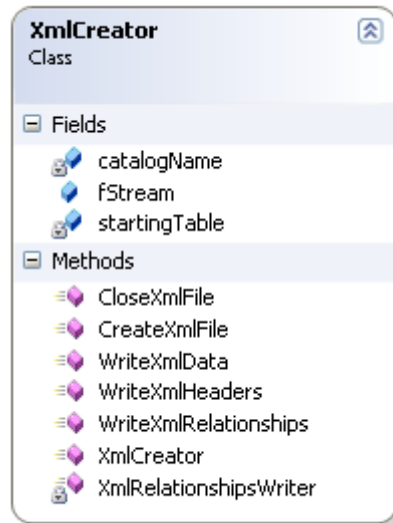 XmlCreator
Class
Fields
catalogName
fStream
startingTable
Methods
CloseXmlFile
CreateXmlFile
WriteXmlData
WriteXmlHeaders
WriteXmlRelationships
XmlCreator
XmlRelationshipsWriter